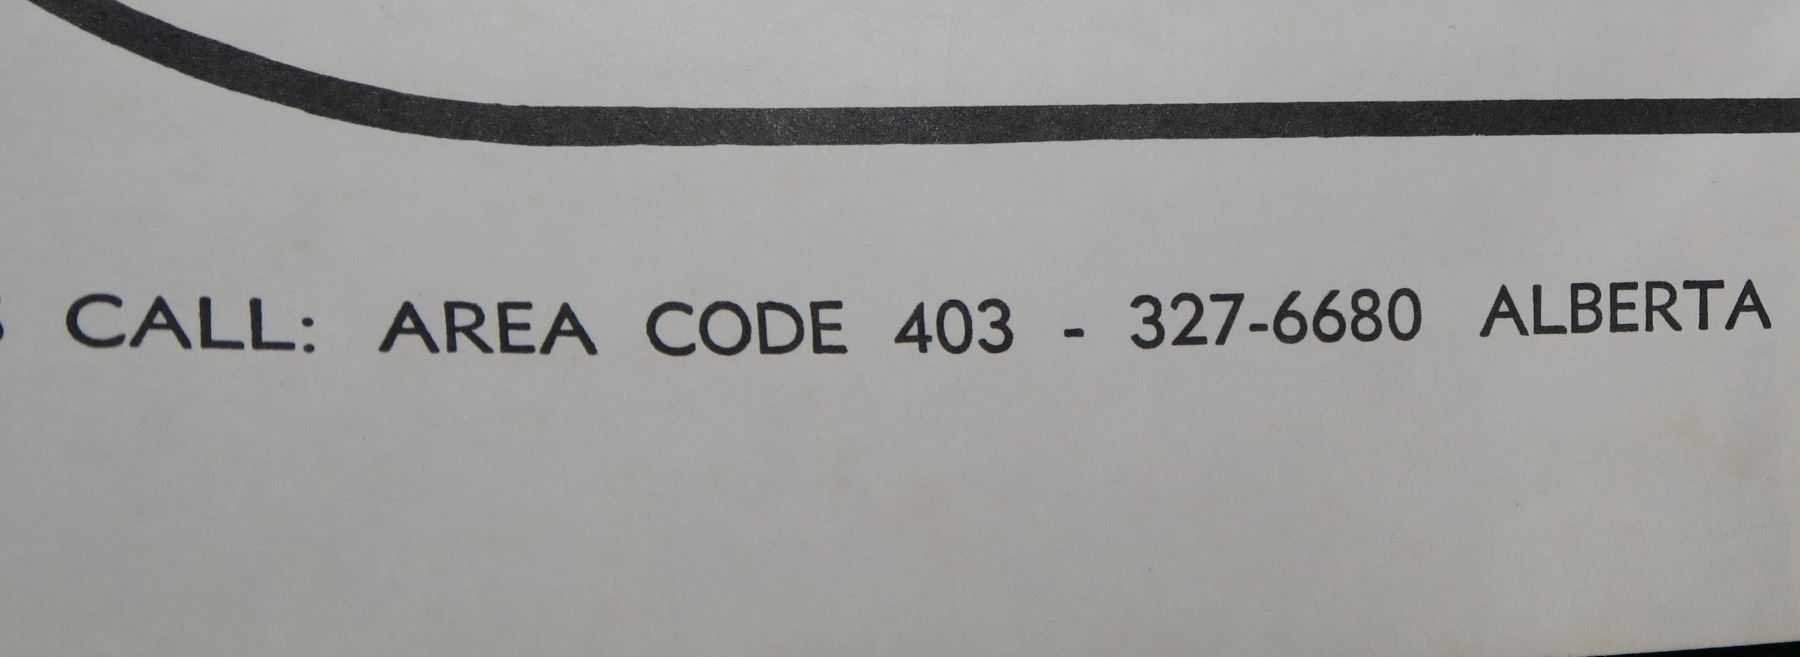 CALL: AREA CODE 403 - 327-6680 ALBERTA